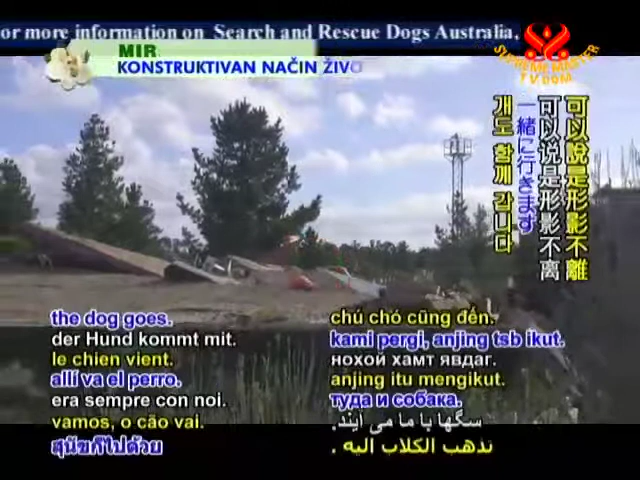 or more information on Search and Rescue Dogs Australia,
MIR
KONSTRUKTIVAN NAČIN ŽIVO
SUPREME MASTER
TV.COM
可以說是形影不離
可以说是形影不离
一緒に行きます
개도 함께 갑니다
the dog goes.
der Hund kommt mit.
le chien vient.
allí va el perro.
era sempre con noi.
vamos, o cão vai.
สุนัขก็ไปด้วย
chú chó cũng đến.
kami pergi, anjing tsb ikut.
нохой хамт явдаг.
anjing itu mengikut.
туда и собака.
سگها با ما می آیند.
تذهب الكلاب اليه .